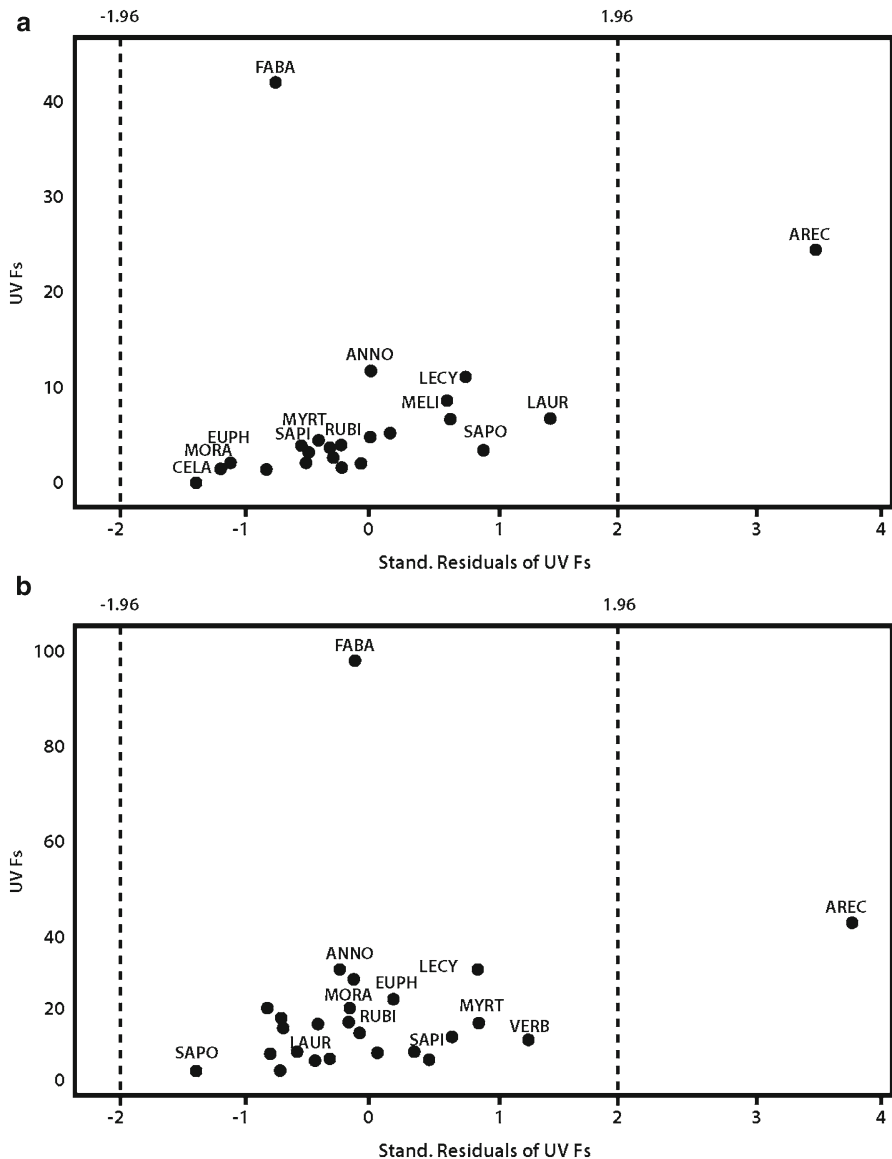 a
-1.96 1.96
FABA
40
30
AREC
20
UV Fs
ANNO
10
LECY
MELI LAUR
MYRT
EUPH SAPI RUBI SAPO
MORA
CELA
0
-2 -1 0 1 2 3 4
Stand. Residuals of UV Fs
b
-1.96 1.96
FABA
100
80
60
UV Fs
40
AREC
ANNO LECY
EUPH
20
MORA MYRT
RUBI VERB
SAPO LAUR SAPI
0
-2 -1 0 1 2 3 4
Stand. Residuals of UV Fs